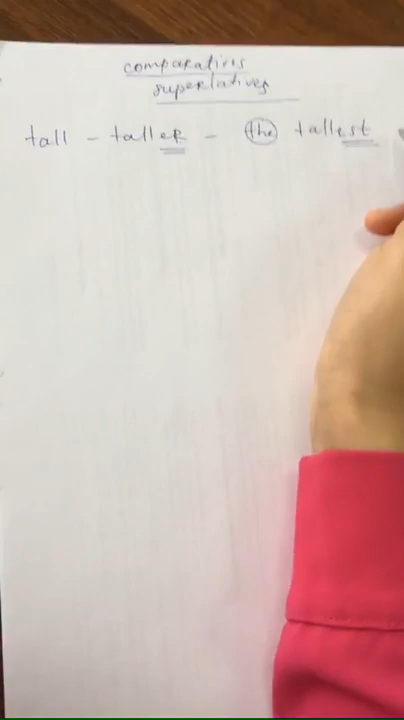 comparatives
superlatives
tall - taller - the tallest